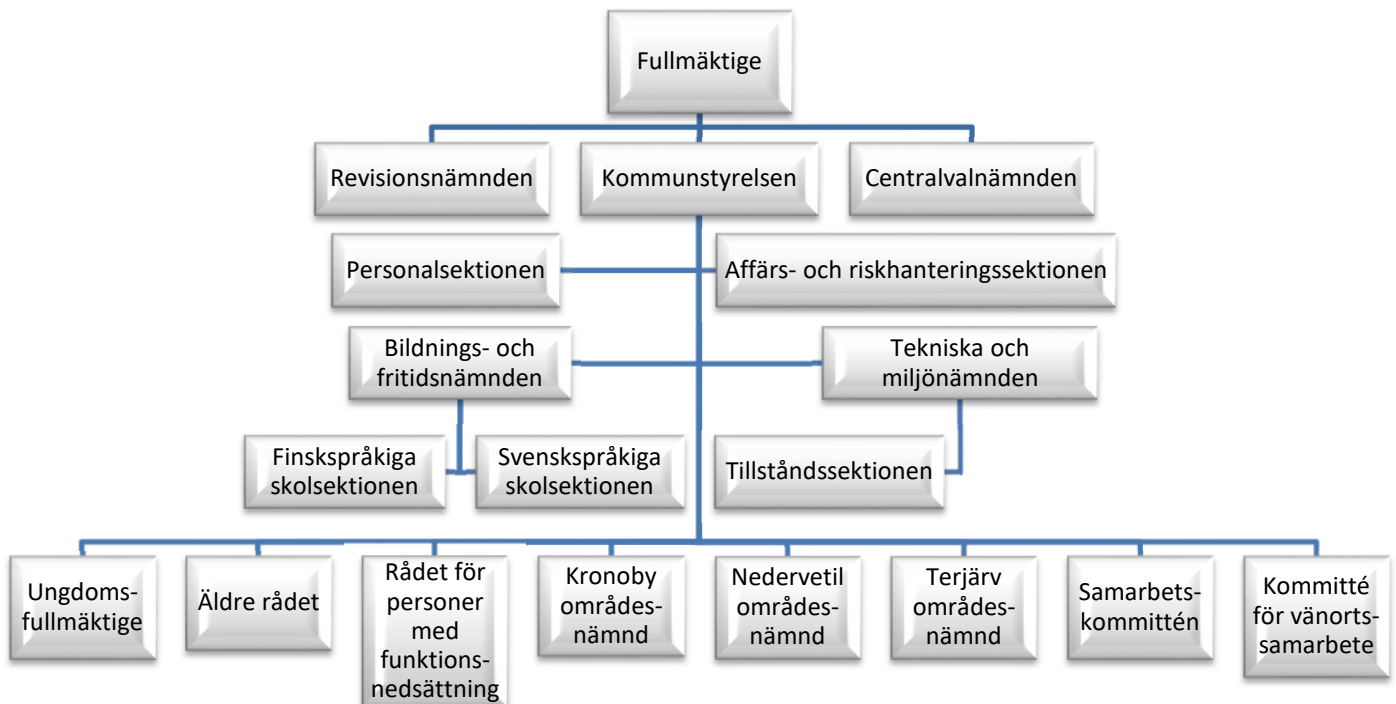 Fullmäktige
Revisionsnämnden
Kommunstyrelsen
Centralvalnämnden
Personalsektionen
Affärs- och riskhanteringssektionen
Bildnings- och
fritidsnämnden
Tekniska och
miljönämnden
Finskspråkiga
skolsektionen
Svenskspråkiga
skolsektionen
Tillståndssektionen
Ungdoms-
fullmäktige
Äldre rådet
Rådet för
personer
med
funktions-
nedsättning
Kronoby
områdes-
nämnd
Nedervetil
områdes-
nämnd
Terjärv
områdes-
nämnd
Samarbets-
kommittén
Kommitté
för vänorts-
samarbete